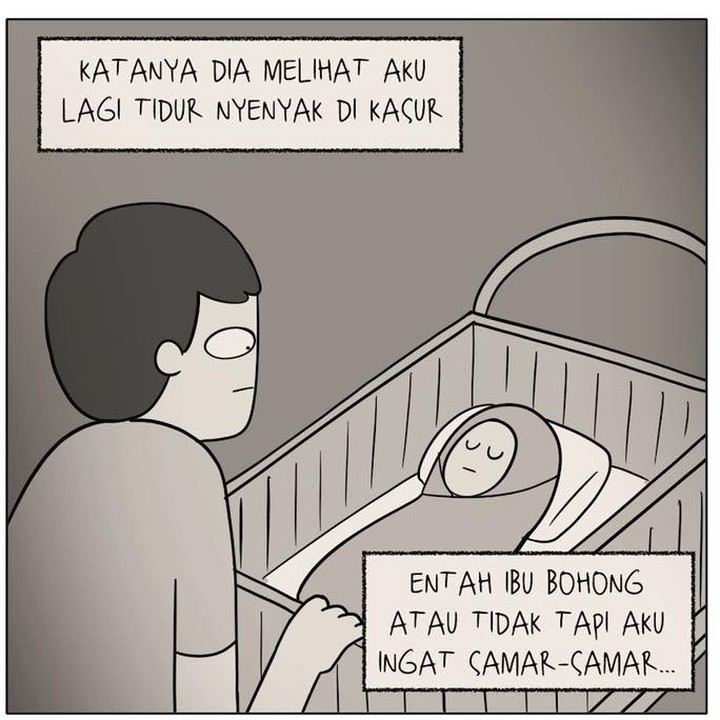 KATANYA DIA MELIHAT AKU
LAGI TIDUR NYENYAK DI KASUR
ENTAH IBU BOHONG
ATAU TIDAK TAPI AKU
INGAT SAMAR-SAMAR...